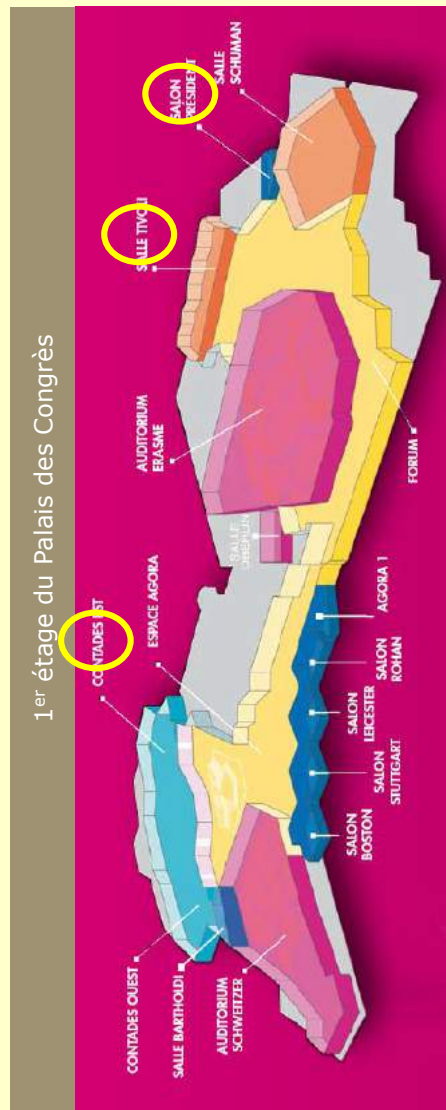 1er étage du Palais des Congrès
CONTADES OUEST
SALLE BARTHOLDI
AUDITORIUM
SCHWEITZER
CONTADES EST
ESPACE AGORA
AUDITORIUM
ERASME
SALLE TIVOLI
SALON
PRÉSIDENT
SALLE
SCHUMAN
SALLE
OBERLIN
SALON
BOSTON
SALON
STUTTGART
SALON
LEICESTER
SALON
ROHAN
AGORA 1
FORUM